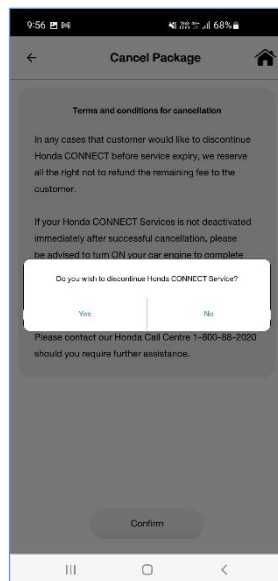 9:56 68%
Cancel Package
Terms and conditions for cancellation
In any cases that customer would like to discontinue
Honda CONNECT before service expiry, we reserve
all the right not to refund the remaining fee to the
customer.
If your Honda CONNECT Services is not deactivated
immediately after successful cancellation, please
be advised to turn ON your car engine to complete
Do you wish to discontinue Honda CONNECT Service?
Yes No
Please contact our Honda Call Centre 1-800-88-2020
should you require further assistance.
Confirm